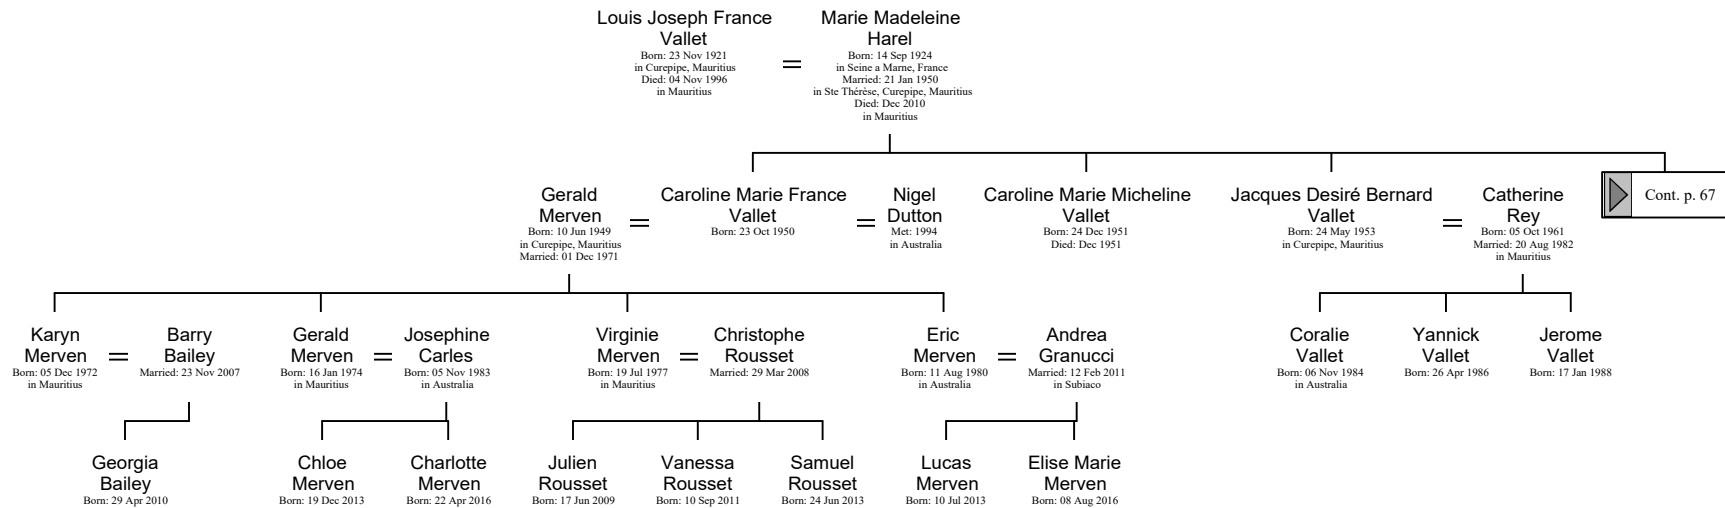 Louis Joseph France
Vallet
Born: 23 Nov 1921
in Curepipe, Mauritius
Died: 04 Nov 1996
in Mauritius
=
Marie Madeleine
Harel
Born: 14 Sep 1924
in Seine a Marne, France
Married: 21 Jan 1950
in Ste Thérèse, Curepipe, Mauritius
Died: Dec 2010
in Mauritius
Gerald
Merven
Born: 10 Jun 1949
in Curepipe, Mauritius
Married: 01 Dec 1971
=
Caroline Marie France
Vallet
Born: 23 Oct 1950
=
Nigel
Dutton
Met: 1994
in Australia
Caroline Marie Micheline
Vallet
Born: 24 Dec 1951
Died: Dec 1951
Jacques Desiré Bernard
Vallet
Born: 24 May 1953
in Curepipe, Mauritius
=
Catherine
Rey
Born: 05 Oct 1961
Married: 20 Aug 1982
in Mauritius
Cont. p. 67
Karyn
Merven
Born: 05 Dec 1972
in Mauritius
=
Barry
Bailey
Married: 23 Nov 2007
Gerald
Merven
Born: 16 Jan 1974
in Mauritius
=
Josephine
Carles
Born: 05 Nov 1983
in Australia
Virginie
Merven
Born: 19 Jul 1977
in Mauritius
=
Christophe
Rousset
Married: 29 Mar 2008
Eric
Merven
Born: 11 Aug 1980
in Australia
=
Andrea
Granucci
Married: 12 Feb 2011
in Subiaco
Coralie
Vallet
Born: 06 Nov 1984
in Australia
Yannick
Vallet
Born: 26 Apr 1986
Jerome
Vallet
Born: 17 Jan 1988
Georgia
Bailey
Born: 29 Apr 2010
Chloe
Merven
Born: 19 Dec 2013
Charlotte
Merven
Born: 22 Apr 2016
Julien
Rousset
Born: 17 Jun 2009
Vanessa
Rousset
Born: 10 Sep 2011
Samuel
Rousset
Born: 24 Jun 2013
Lucas
Merven
Born: 10 Jul 2013
Elise Marie
Merven
Born: 08 Aug 2016